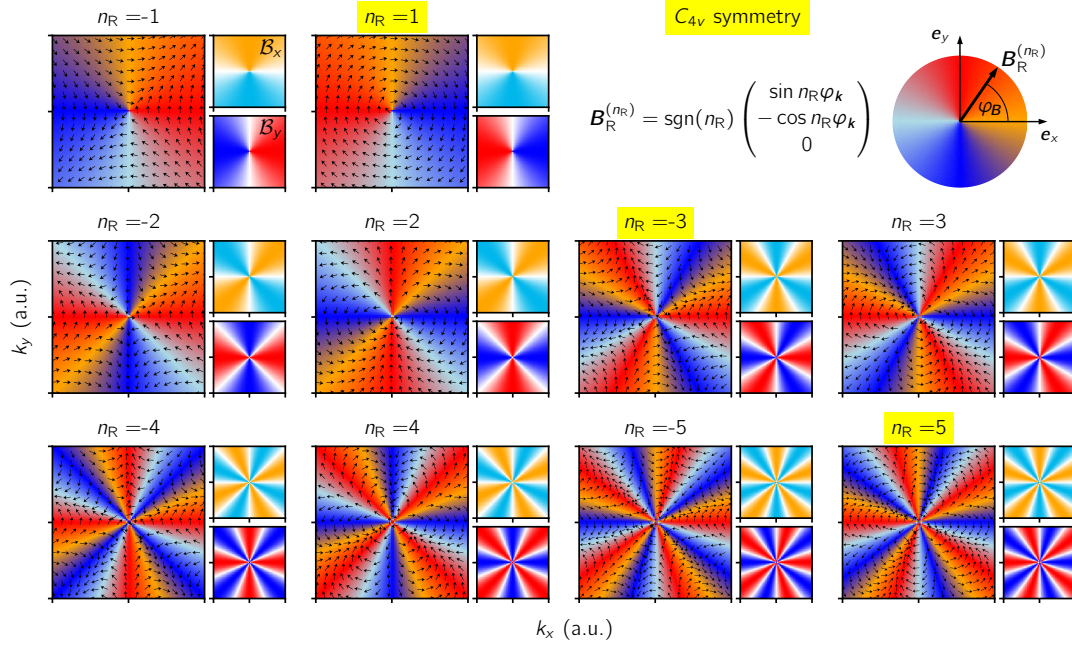 n_R =-1
n_R =1
C_4v symmetry
B_x
B_y
B_R^(n_R) = sgn(n_R) ( sin n_R φ_k
− cos n_R φ_k
0 )
e_y
B_R^(n_R)
φ_B
e_x
n_R =-2
n_R =2
n_R =-3
n_R =3
k_y (a.u.)
n_R =-4
n_R =4
n_R =-5
n_R =5
k_x (a.u.)